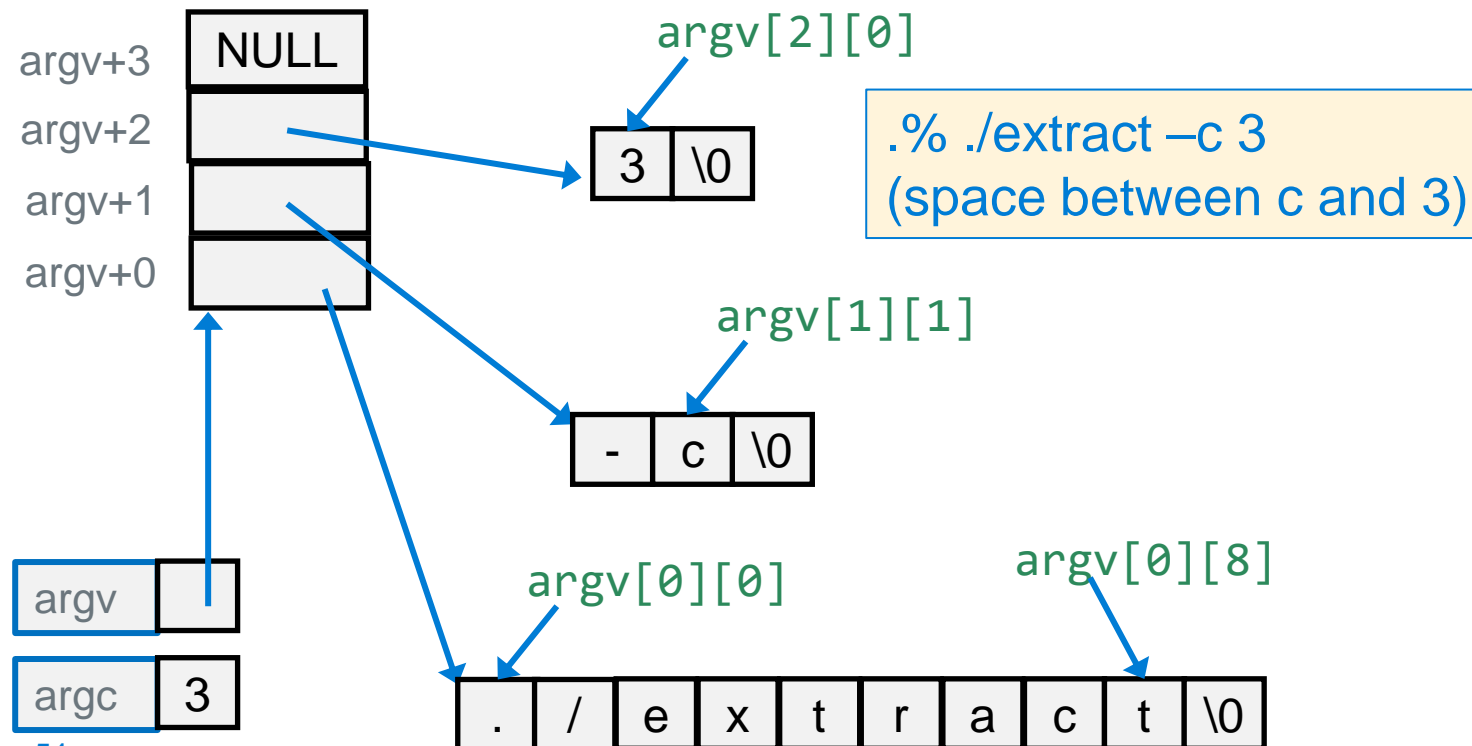 argv+3 NULL
argv+2
argv+1
argv+0
argv[2][0]
3 \0
.% ./extract –c 3
(space between c and 3)
argv[1][1]
- c \0
argv
argc 3
argv[0][0]
argv[0][8]
. / e x t r a c t \0